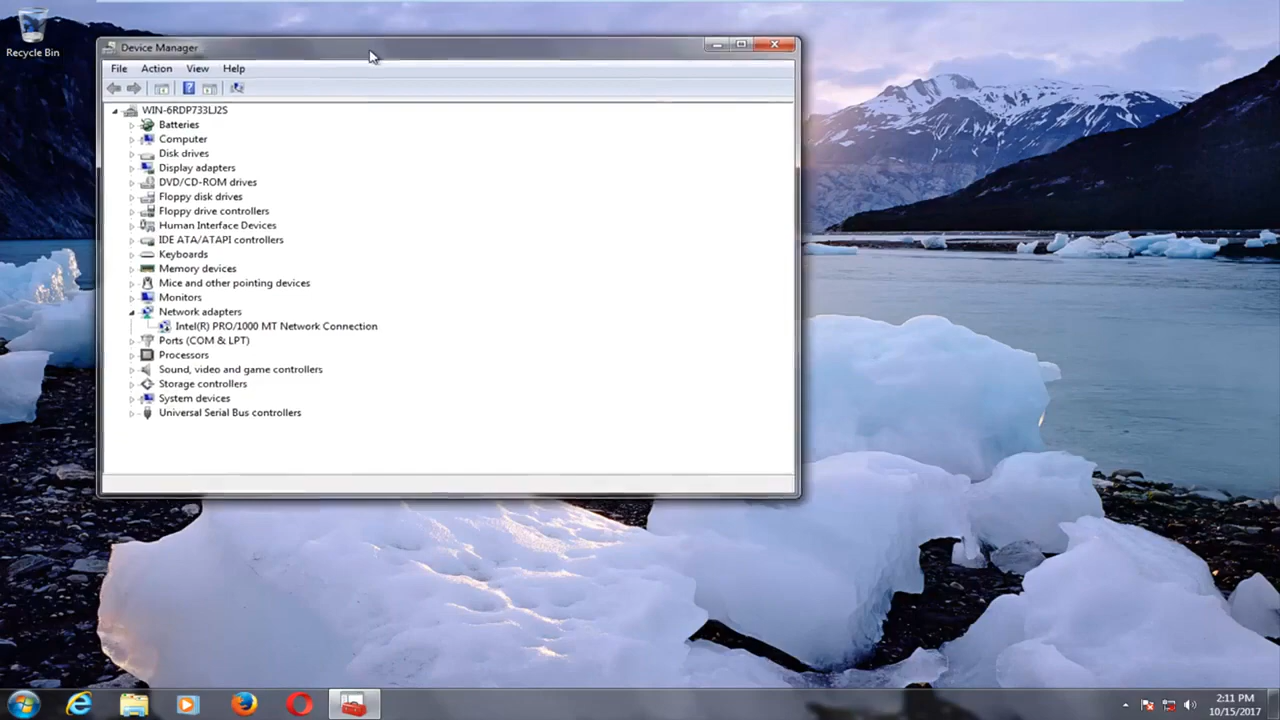 Recycle Bin
Device Manager
File Action View Help
WIN-6RDP733LJ2S
Batteries
Computer
Disk drives
Display adapters
DVD/CD-ROM drives
Floppy disk drives
Floppy drive controllers
Human Interface Devices
IDE ATA/ATAPI controllers
Keyboards
Memory devices
Mice and other pointing devices
Monitors
Network adapters
Intel(R) PRO/1000 MT Network Connection
Ports (COM & LPT)
Processors
Sound, video and game controllers
Storage controllers
System devices
Universal Serial Bus controllers
2:11 PM
10/15/2017